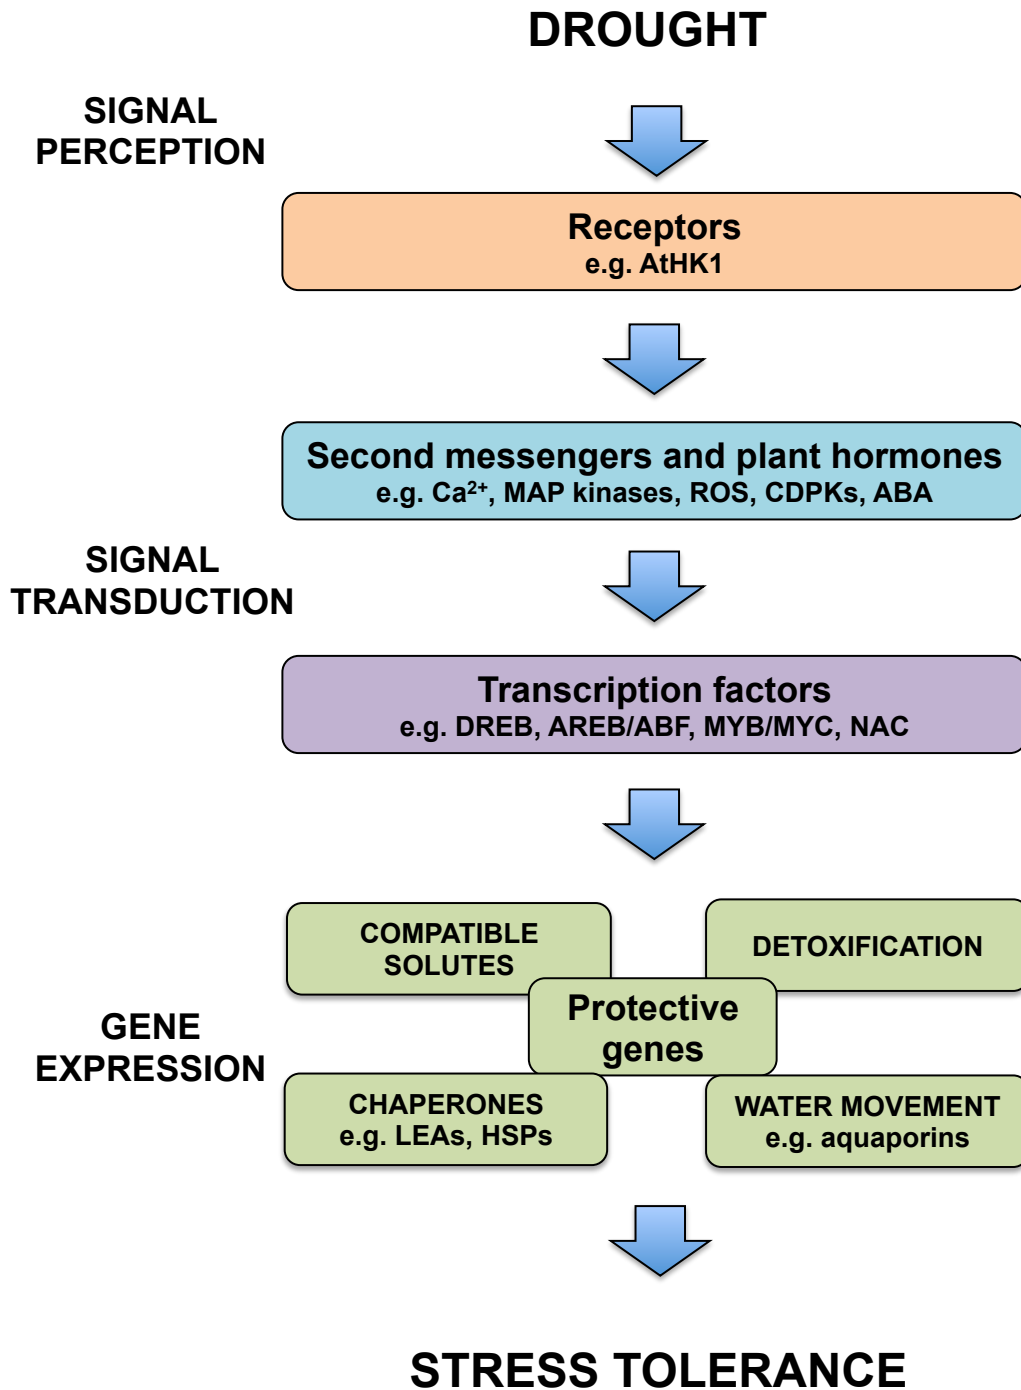 DROUGHT
SIGNAL
PERCEPTION
Receptors
e.g. AtHK1
Second messengers and plant hormones
e.g. Ca²⁺, MAP kinases, ROS, CDPKs, ABA
SIGNAL
TRANSDUCTION
Transcription factors
e.g. DREB, AREB/ABF, MYB/MYC, NAC
COMPATIBLE
SOLUTES
DETOXIFICATION
Protective
genes
GENE
EXPRESSION
CHAPERONES
e.g. LEAs, HSPs
WATER MOVEMENT
e.g. aquaporins
STRESS TOLERANCE